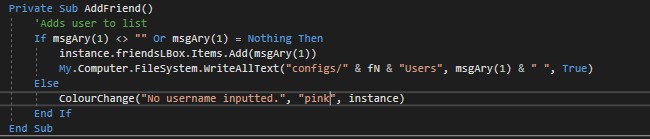 Private Sub AddFriend()
'Adds user to list
If msgAry(1) <> "" Or msgAry(1) = Nothing Then
instance.friendsLBox.Items.Add(msgAry(1))
My.Computer.FileSystem.WriteAllText("configs/" & fN & "Users", msgAry(1) & " ", True)
Else
ColourChange("No username inputted.", "pink", instance)
End If
End Sub